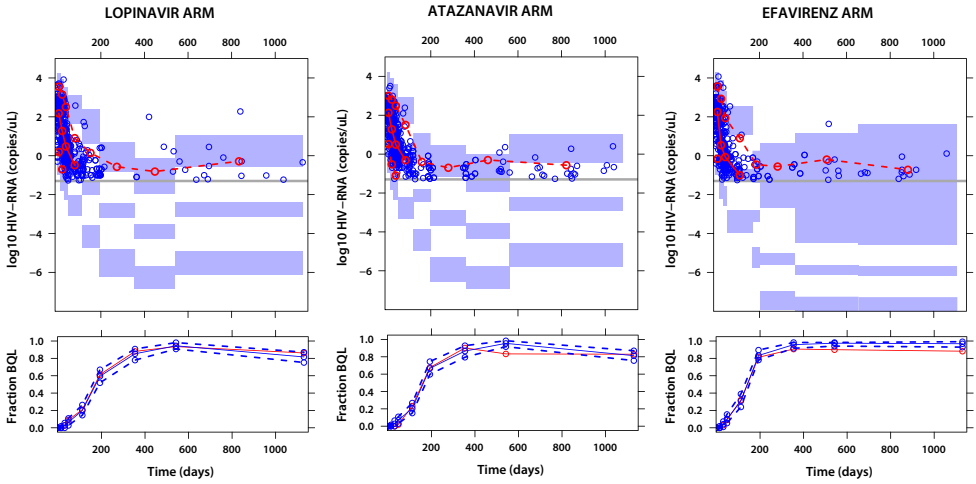 LOPINAVIR ARM
ATAZANAVIR ARM
EFAVIRENZ ARM
200 400 600 800 1000
200 400 600 800 1000
200 400 600 800 1000
log10 HIV−RNA (copies/uL)
4
2
0
−2
−4
−6
log10 HIV−RNA (copies/uL)
4
2
0
−2
−4
−6
log10 HIV−RNA (copies/uL)
4
2
0
−2
−4
−6
Fraction BQL
1.0
0.8
0.6
0.4
0.2
0.0
Fraction BQL
1.0
0.8
0.6
0.4
0.2
0.0
Fraction BQL
1.0
0.8
0.6
0.4
0.2
0.0
200 400 600 800 1000
200 400 600 800 1000
200 400 600 800 1000
Time (days)
Time (days)
Time (days)